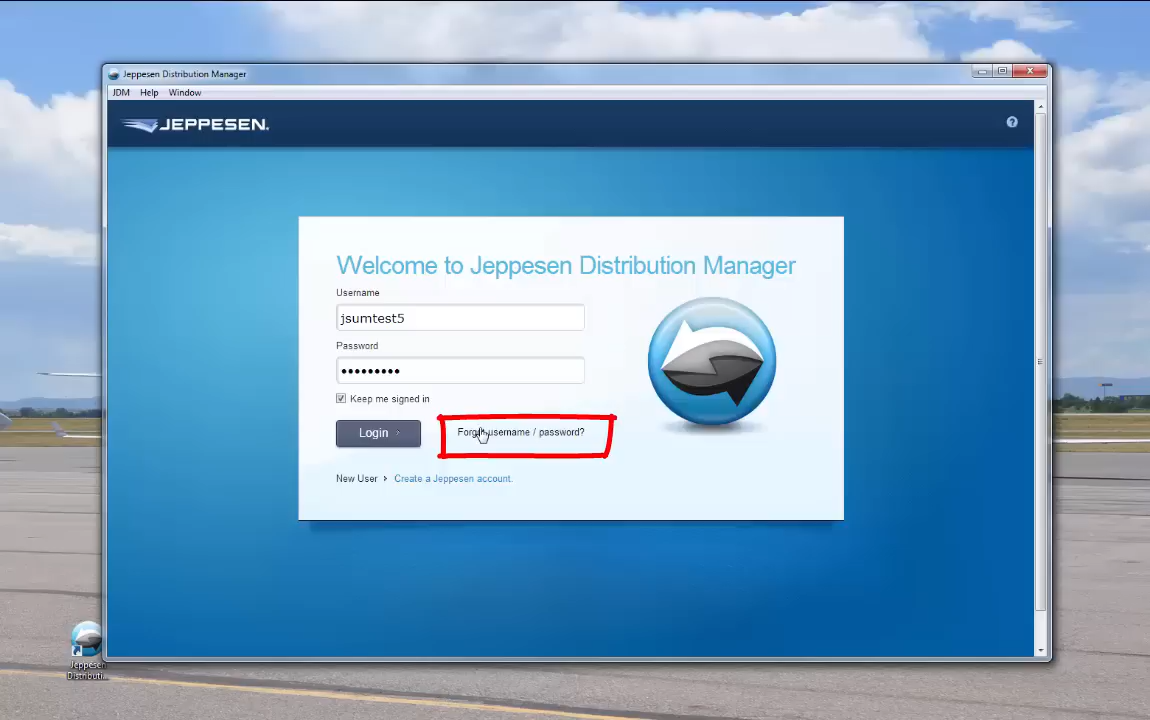 Jeppesen Distribution Manager
JDM Help Window
JEPPESEN.
Welcome to Jeppesen Distribution Manager
Username
jsumtest5
Password
Keep me signed in
Login
username / password?
New User
Create a Jeppesen account.
Jeppesen
Distributi...